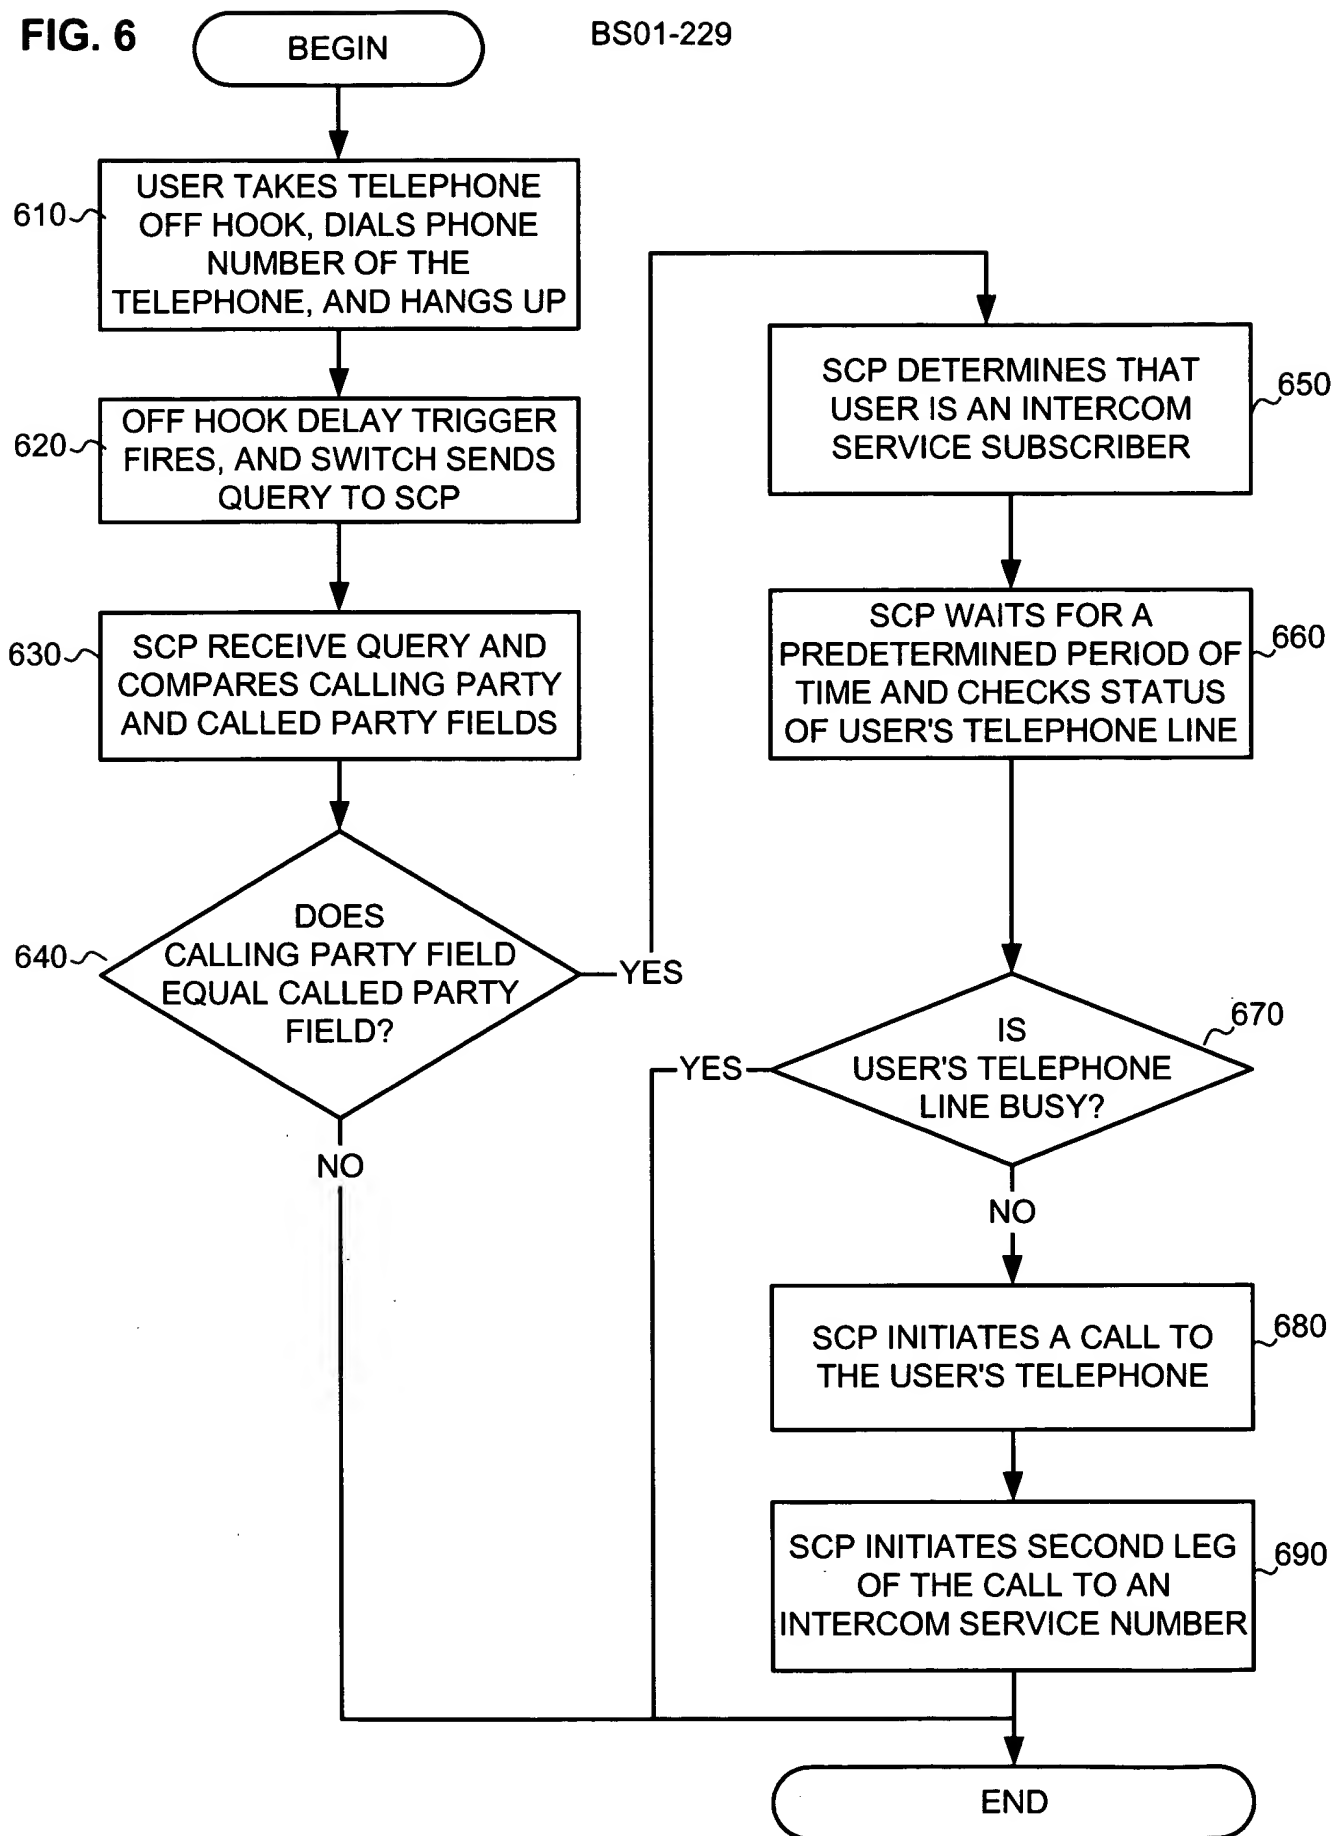 FIG. 6
BS01-229
BEGIN
610
USER TAKES TELEPHONE
OFF HOOK, DIALS PHONE
NUMBER OF THE
TELEPHONE, AND HANGS UP
620
OFF HOOK DELAY TRIGGER
FIRES, AND SWITCH SENDS
QUERY TO SCP
630
SCP RECEIVE QUERY AND
COMPARES CALLING PARTY
AND CALLED PARTY FIELDS
640
DOES
CALLING PARTY FIELD
EQUAL CALLED PARTY
FIELD?
YES
NO
650
SCP DETERMINES THAT
USER IS AN INTERCOM
SERVICE SUBSCRIBER
660
SCP WAITS FOR A
PREDETERMINED PERIOD OF
TIME AND CHECKS STATUS
OF USER'S TELEPHONE LINE
670
IS
USER'S TELEPHONE
LINE BUSY?
YES
NO
680
SCP INITIATES A CALL TO
THE USER'S TELEPHONE
690
SCP INITIATES SECOND LEG
OF THE CALL TO AN
INTERCOM SERVICE NUMBER
END